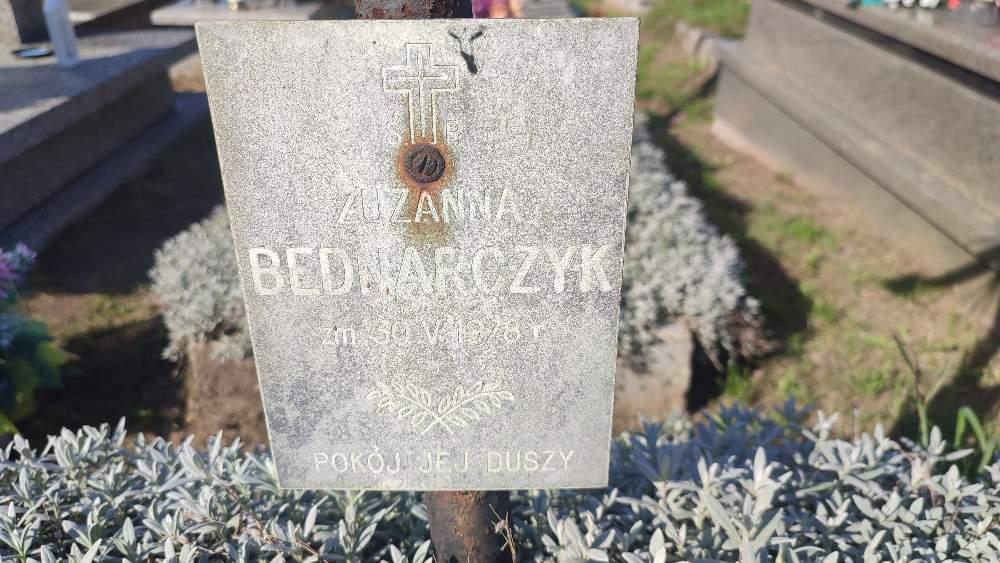 Ś P
ZUZANNA
BEDNARCZYK
zm. 30.V.1978 r.
POKÓJ JEJ DUSZY